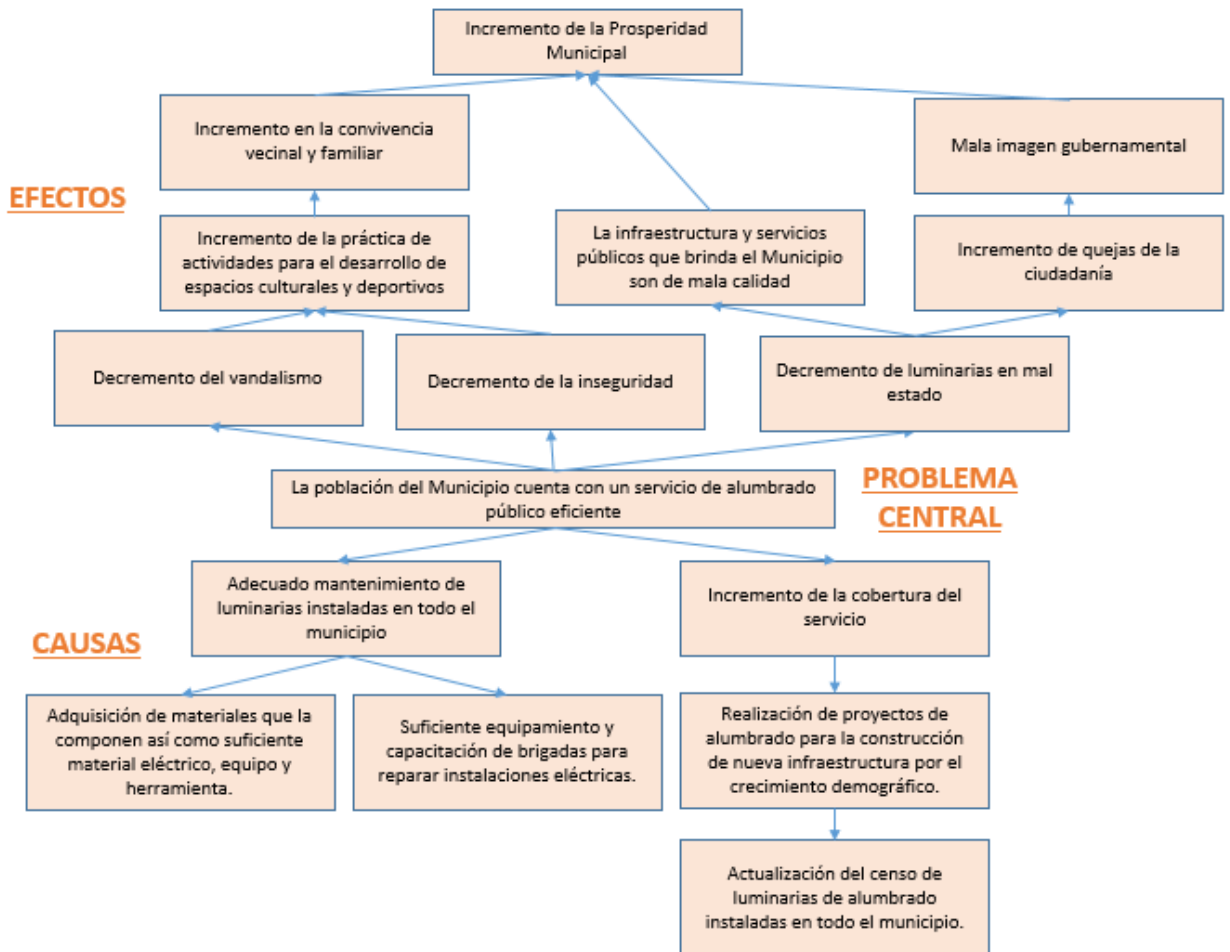 Incremento de la Prosperidad
Municipal
Incremento en la convivencia
vecinal y familiar
Mala imagen gubernamental
EFECTOS
Incremento de la práctica de
actividades para el desarrollo de
espacios culturales y deportivos
La infraestructura y servicios
públicos que brinda el Municipio
son de mala calidad
Incremento de quejas de la
ciudadanía
Decremento del vandalismo
Decremento de la inseguridad
Decremento de luminarias en mal
estado
La población del Municipio cuenta con un servicio de alumbrado
público eficiente
PROBLEMA
CENTRAL
Adecuado mantenimiento de
luminarias instaladas en todo el
municipio
Incremento de la cobertura del
servicio
CAUSAS
Adquisición de materiales que la
componen así como suficiente
material eléctrico, equipo y
herramienta.
Suficiente equipamiento y
capacitación de brigadas para
reparar instalaciones eléctricas.
Realización de proyectos de
alumbrado para la construcción
de nueva infraestructura por el
crecimiento demográfico.
Actualización del censo de
luminarias de alumbrado
instaladas en todo el municipio.